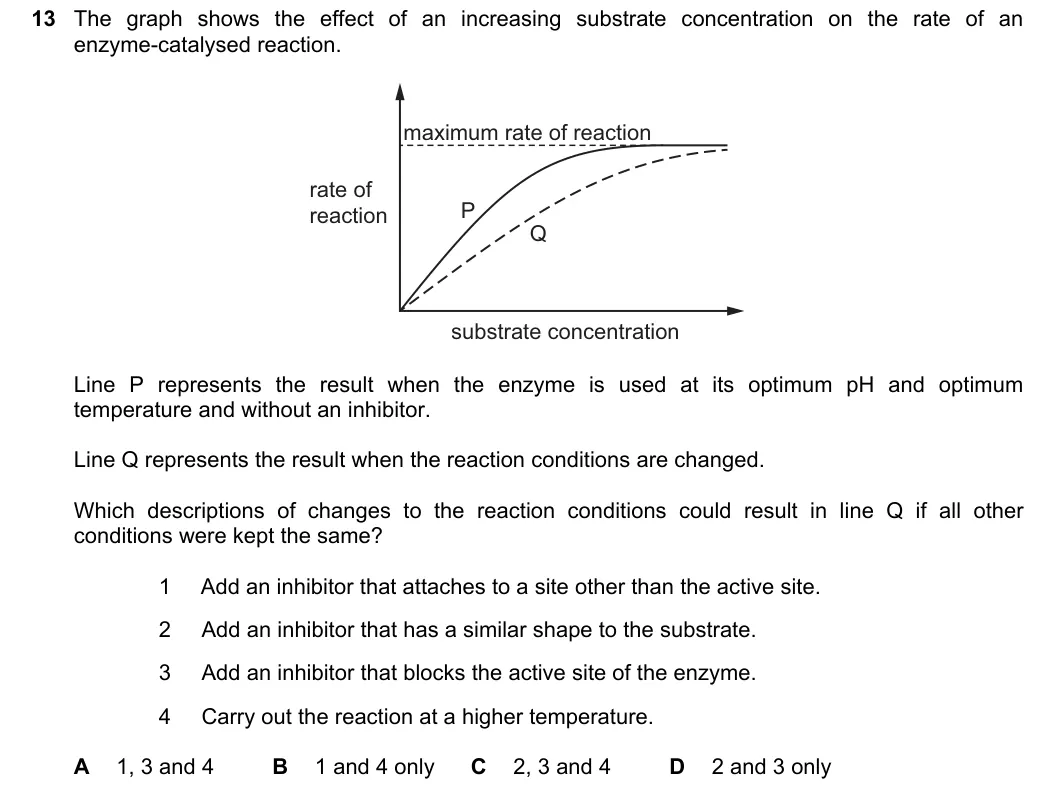 13 The graph shows the effect of an increasing substrate concentration on the rate of an
enzyme-catalysed reaction.
maximum rate of reaction
rate of
reaction
P
Q
substrate concentration
Line P represents the result when the enzyme is used at its optimum pH and optimum
temperature and without an inhibitor.
Line Q represents the result when the reaction conditions are changed.
Which descriptions of changes to the reaction conditions could result in line Q if all other
conditions were kept the same?
1 Add an inhibitor that attaches to a site other than the active site.
2 Add an inhibitor that has a similar shape to the substrate.
3 Add an inhibitor that blocks the active site of the enzyme.
4 Carry out the reaction at a higher temperature.
A 1, 3 and 4 B 1 and 4 only C 2, 3 and 4 D 2 and 3 only